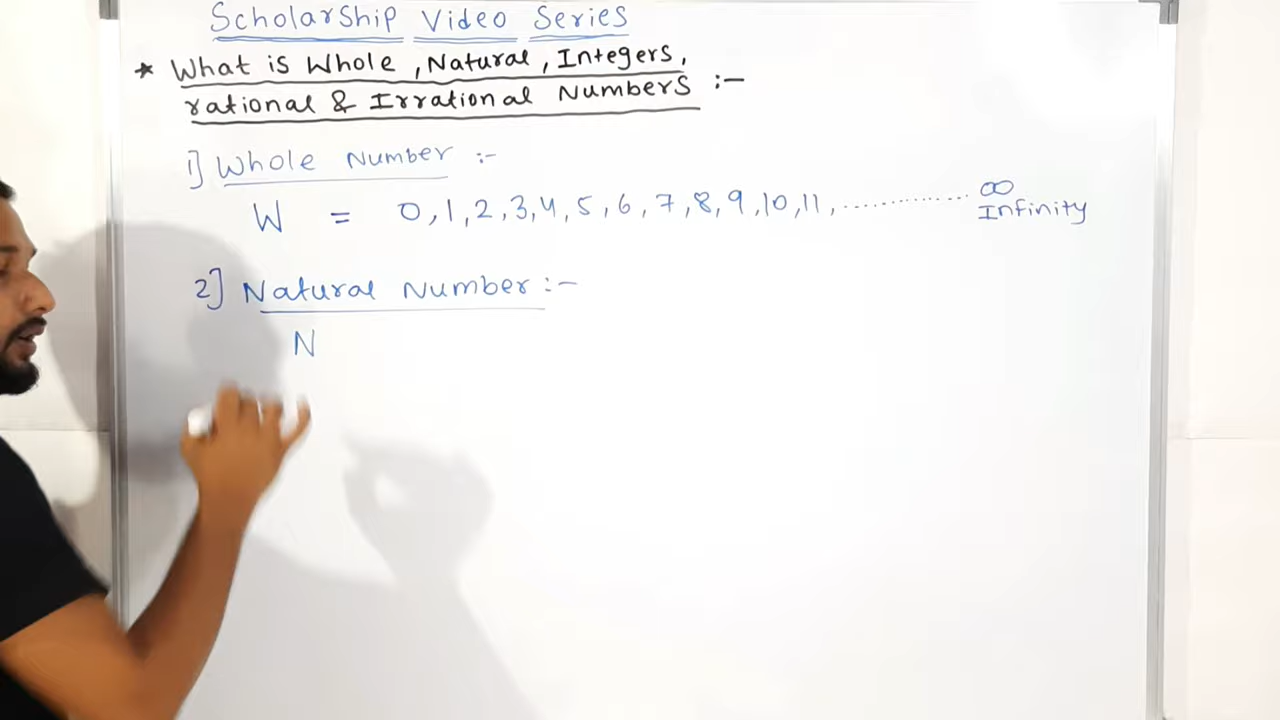 Scholarship Video Series
* What is Whole, Natural, Integers,
rational & Irrational Numbers :-
1] Whole Number :-
W = 0, 1, 2, 3, 4, 5, 6, 7, 8, 9, 10, 11, .............. ∞
Infinity
2] Natural Number :-
N